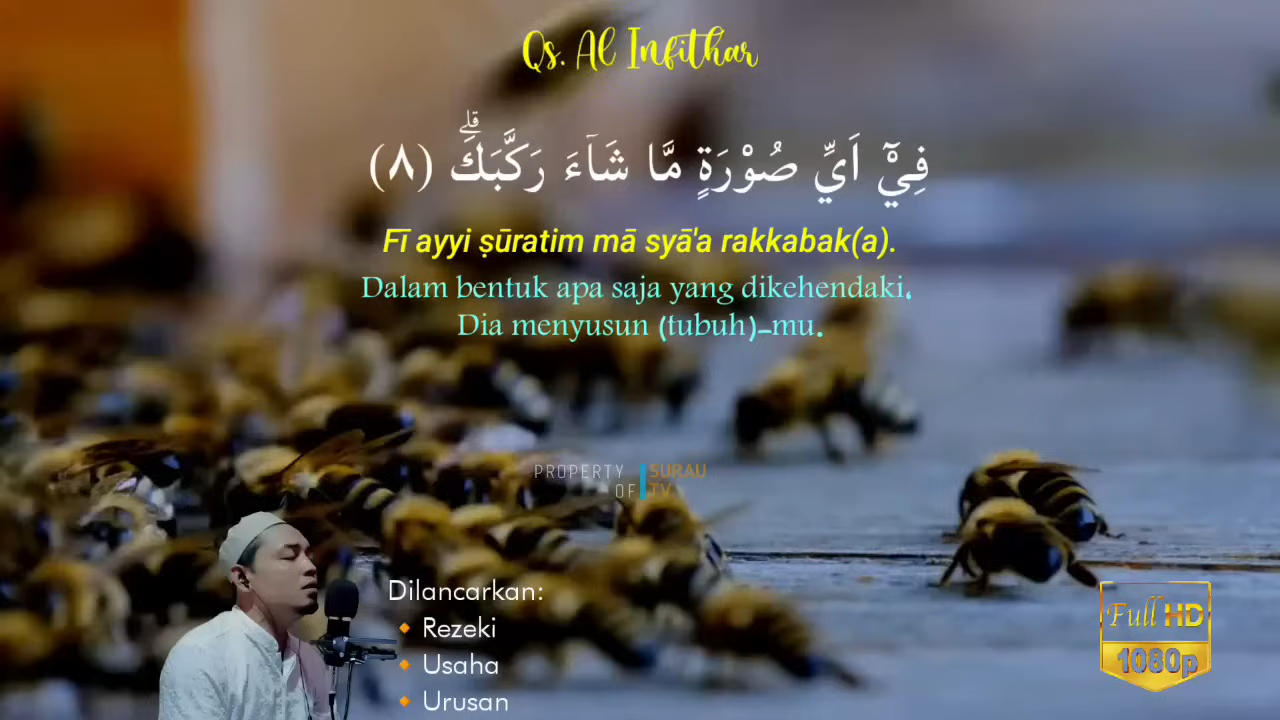 Qs. Al Infithar
فِيْٓ اَيِّ صُوْرَةٍ مَّا شَاۤءَ رَكَّبَكَۗ (٨)
Fī ayyi ṣūratim mā syā'a rakkabak(a).
Dalam bentuk apa saja yang dikehendaki,
Dia menyusun (tubuh)-mu.
PROPERTY OF SURAU TV
Dilancarkan:
🔸 Rezeki
🔸 Usaha
🔸 Urusan
Full HD
1080p